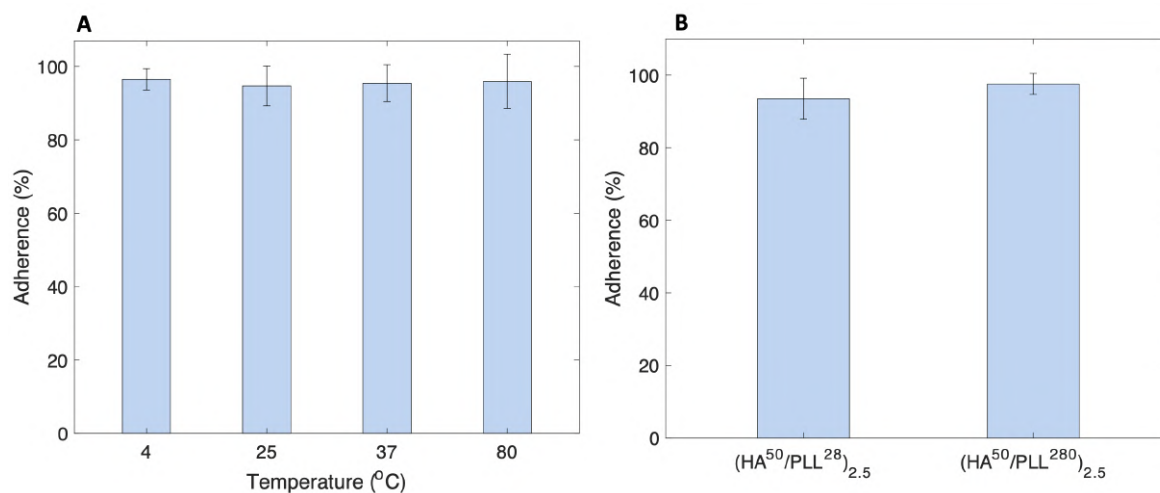 A
100
80
60
40
20
0
Adherence (%)
4 25 37 80
Temperature (°C)
B
100
80
60
40
20
0
Adherence (%)
(HA⁵⁰/PLL²⁸)₂.₅ (HA⁵⁰/PLL²⁸⁰)₂.₅